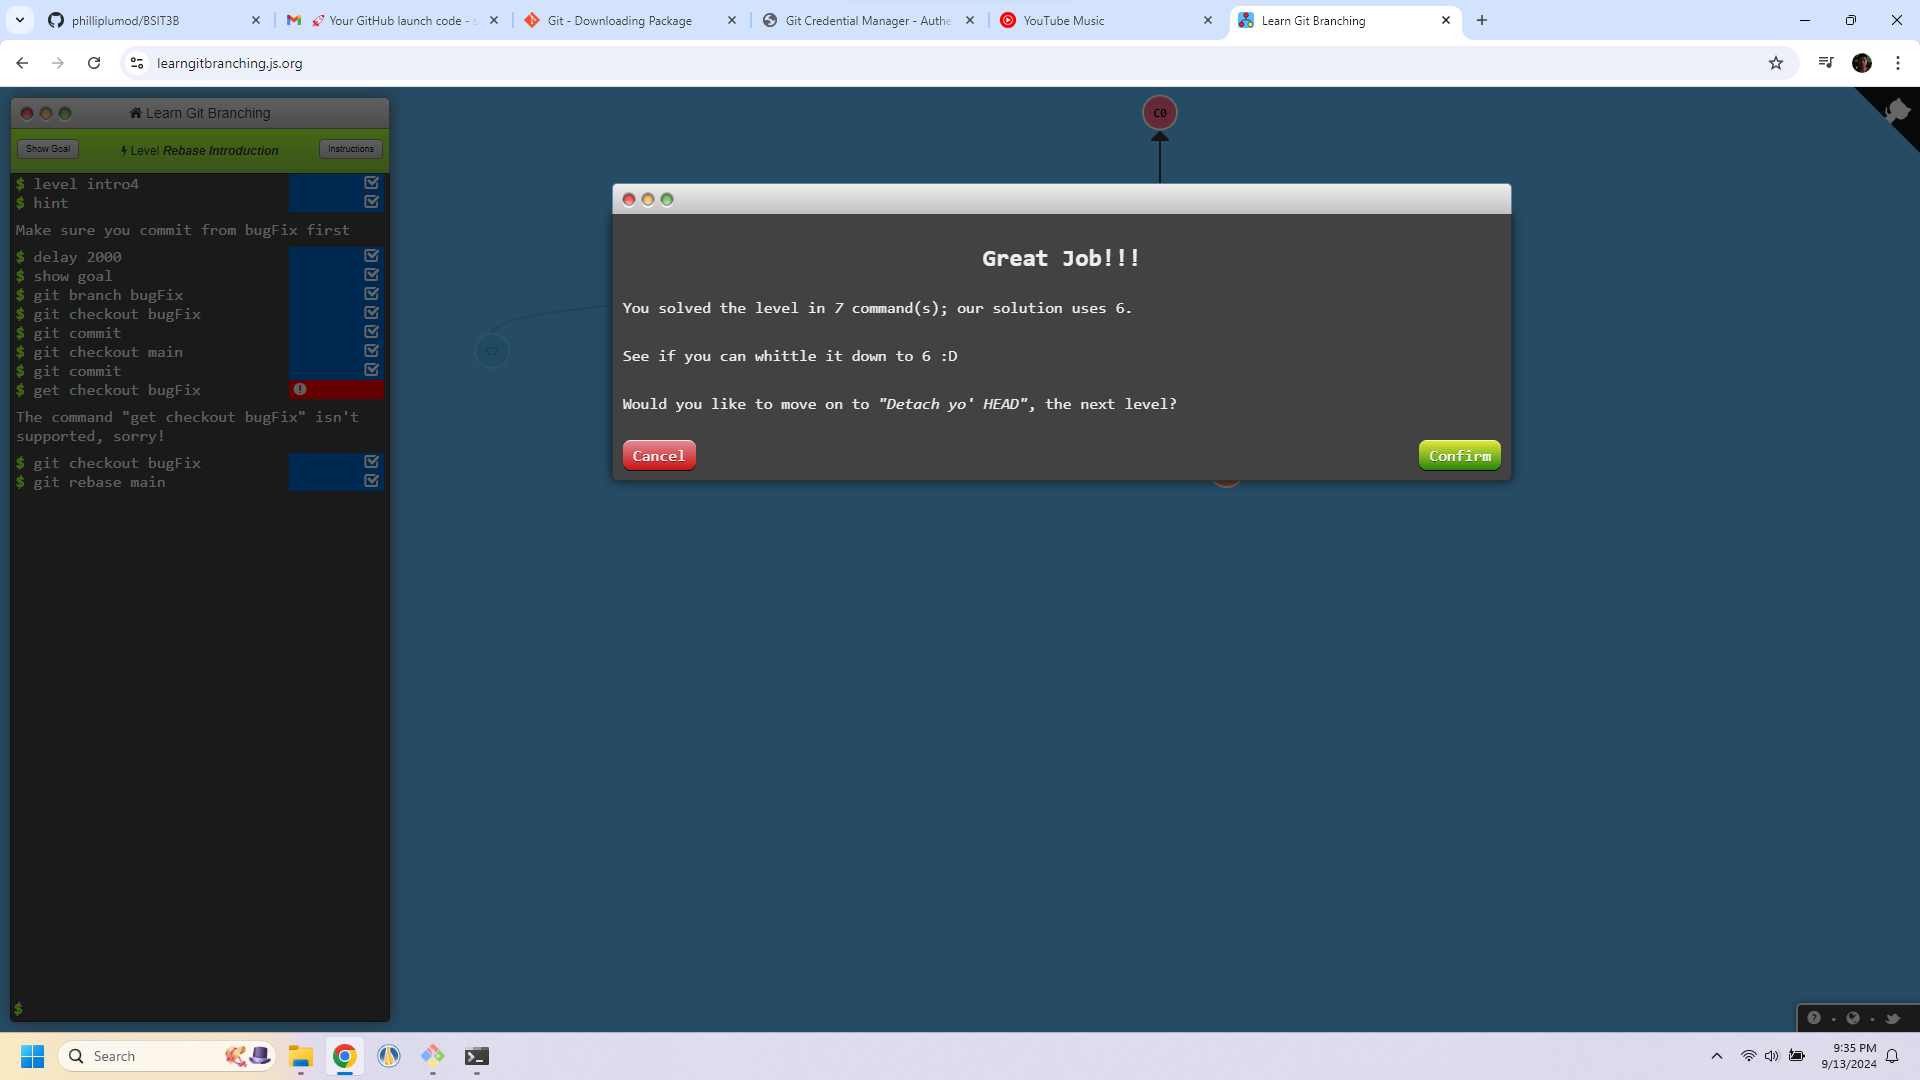 philliplumod/BSIT3B
Your GitHub launch code - s
Git - Downloading Package
Git Credential Manager - Authe
YouTube Music
Learn Git Branching
learngitbranching.js.org
Learn Git Branching
Show Goal
Level Rebase Introduction
Instructions
$ level intro4
$ hint
Make sure you commit from bugFix first
$ delay 2000
$ show goal
$ git branch bugFix
$ git checkout bugFix
$ git commit
$ git checkout main
$ git commit
$ get checkout bugFix
The command "get checkout bugFix" isn't
supported, sorry!
$ git checkout bugFix
$ git rebase main
$
C0
C2
Great Job!!!
You solved the level in 7 command(s); our solution uses 6.
See if you can whittle it down to 6 :D
Would you like to move on to "Detach yo' HEAD", the next level?
Cancel
Confirm
Search
9:35 PM
9/13/2024